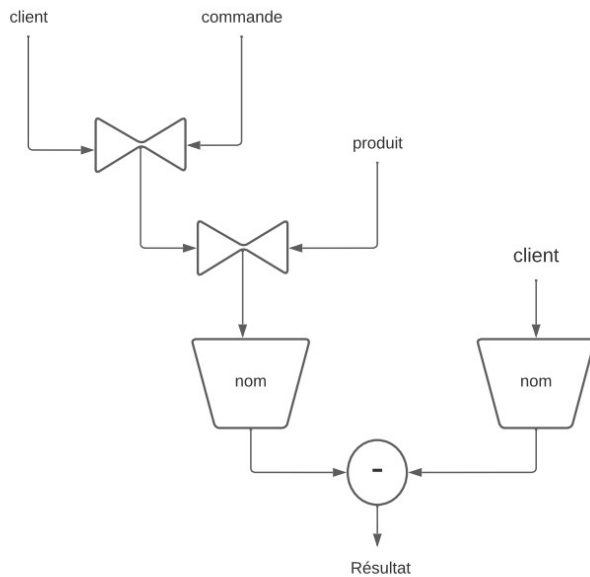 client
commande
produit
client
nom
nom
-
Résultat